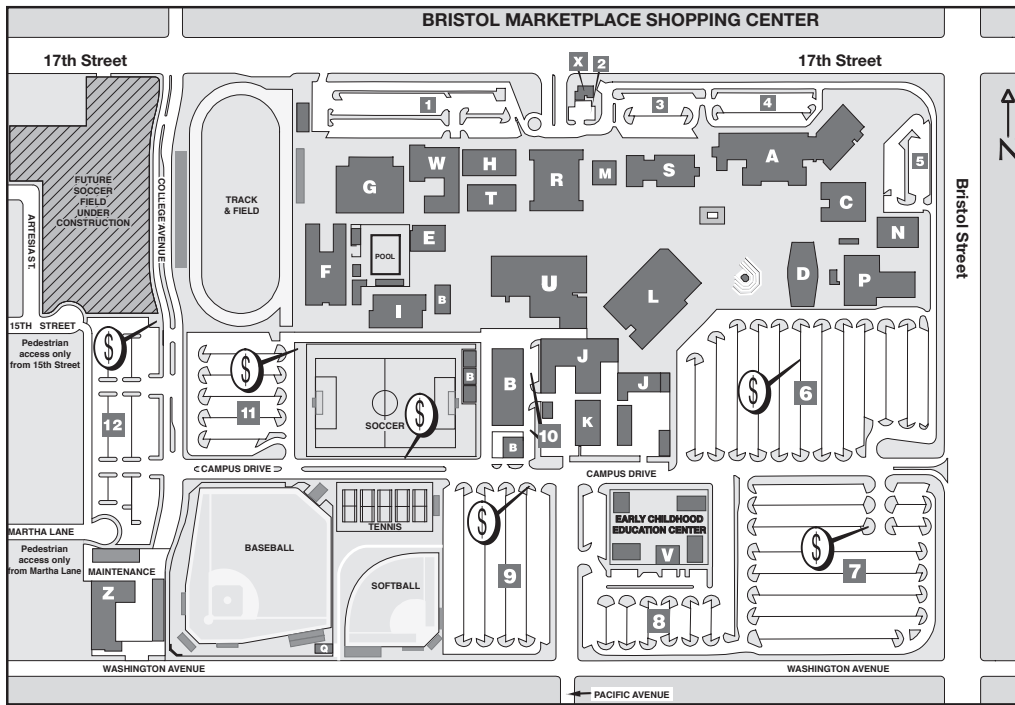 BRISTOL MARKETPLACE SHOPPING CENTER
17th Street
17th Street
X
2
1
3
4
5
FUTURE
SOCCER
FIELD
UNDER
CONSTRUCTION
COLLEGE AVENUE
ARTESIA ST.
TRACK
& FIELD
G
W
H
T
R
M
S
A
C
N
Bristol Street
N
F
POOL
E
I
B
U
L
D
P
15TH STREET
Pedestrian
access only
from 15th Street
$
$
$
$
12
11
SOCCER
B
B
B
J
J
K
10
6
CAMPUS DRIVE
CAMPUS DRIVE
MARTHA LANE
Pedestrian
access only
from Martha Lane
MAINTENANCE
Z
BASEBALL
TENNIS
SOFTBALL
Q
$
9
EARLY CHILDHOOD
EDUCATION CENTER
V
8
$
7
WASHINGTON AVENUE
WASHINGTON AVENUE
PACIFIC AVENUE